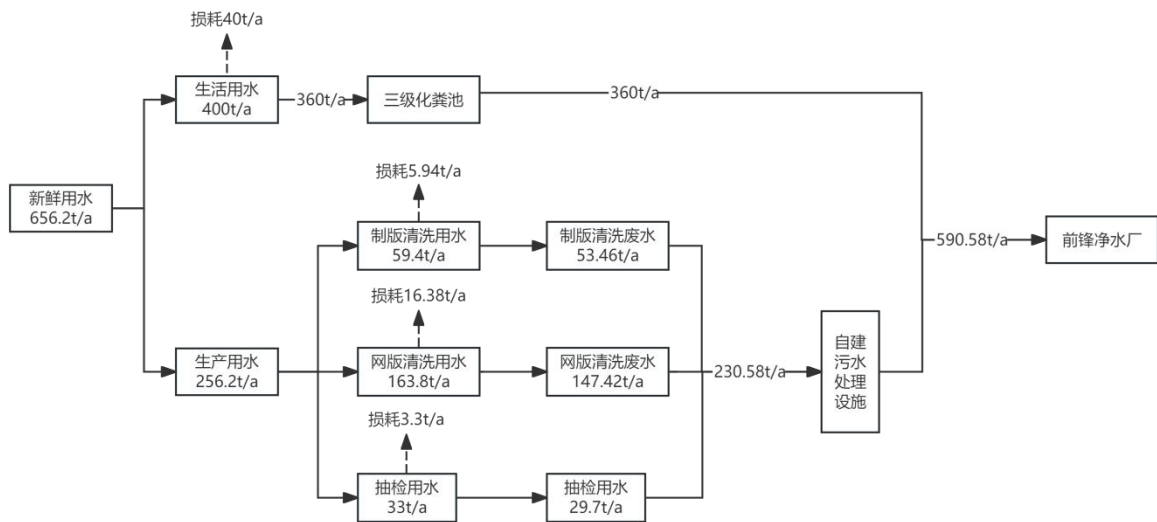 损耗40t/a
生活用水
400t/a
360t/a
三级化粪池
360t/a
新鲜用水
656.2t/a
损耗5.94t/a
制版清洗用水
59.4t/a
制版清洗废水
53.46t/a
590.58t/a
前锋净水厂
损耗16.38t/a
生产用水
256.2t/a
网版清洗用水
163.8t/a
网版清洗废水
147.42t/a
230.58t/a
自建
污水
处理
设施
损耗3.3t/a
抽检用水
33t/a
抽检用水
29.7t/a